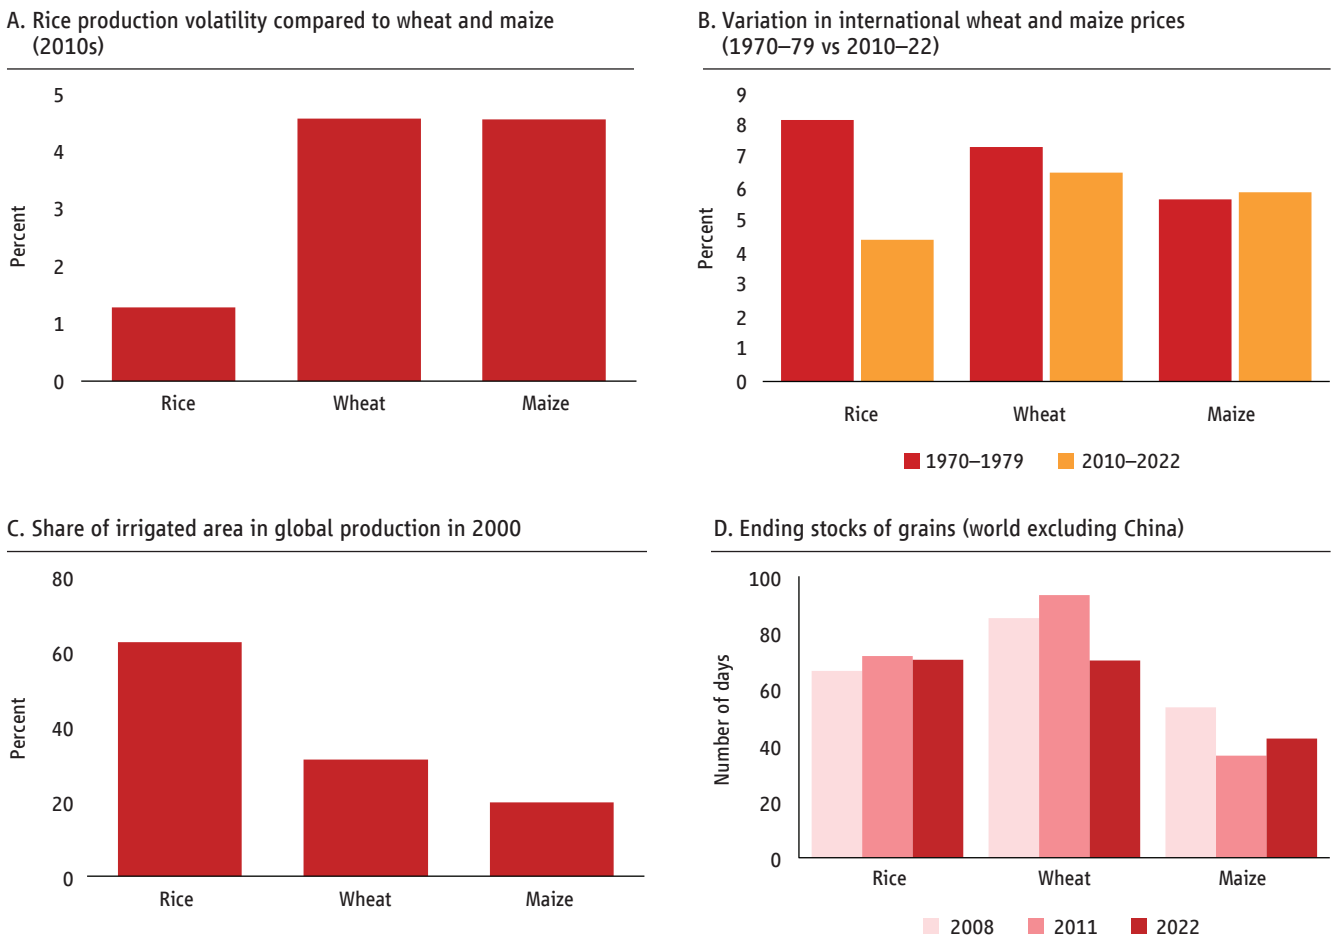 A. Rice production volatility compared to wheat and maize
(2010s)
5
4
3
2
1
0
Percent
Rice
Wheat
Maize
B. Variation in international wheat and maize prices
(1970–79 vs 2010–22)
9
8
7
6
5
4
3
2
1
0
Percent
Rice
Wheat
Maize
1970–1979
2010–2022
C. Share of irrigated area in global production in 2000
80
60
40
20
0
Percent
Rice
Wheat
Maize
D. Ending stocks of grains (world excluding China)
100
80
60
40
20
0
Number of days
Rice
Wheat
Maize
2008
2011
2022